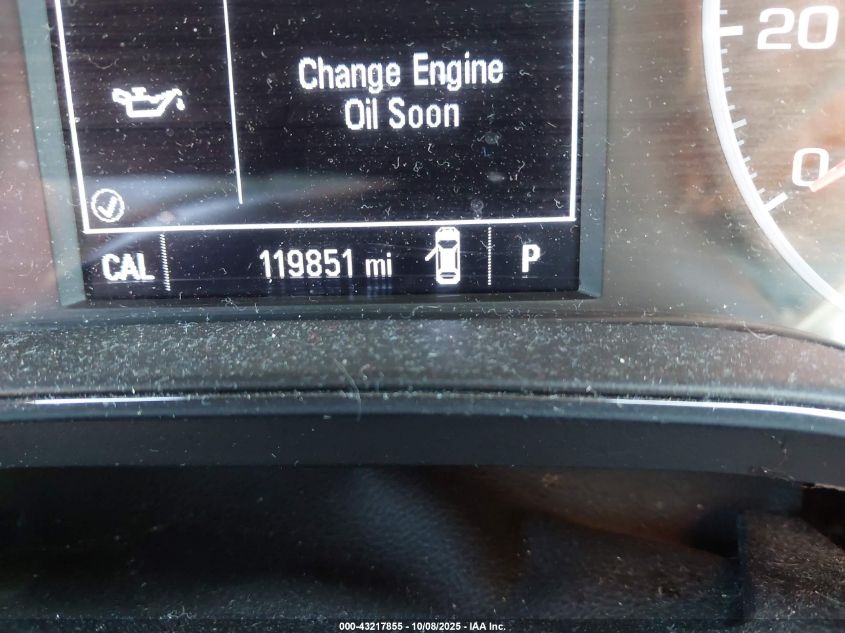 Change Engine
Oil Soon
20
0
CAL 119851 mi P
000-43217855 - 10/08/2025 - IAA Inc.